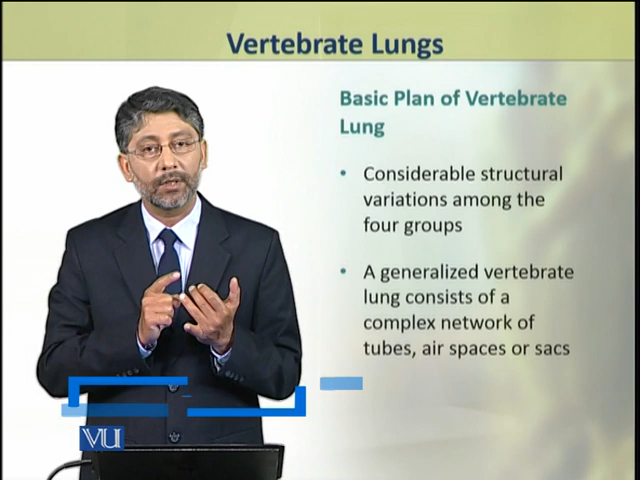 Vertebrate Lungs
Basic Plan of Vertebrate
Lung
• Considerable structural
variations among the
four groups
• A generalized vertebrate
lung consists of a
complex network of
tubes, air spaces or sacs
VU